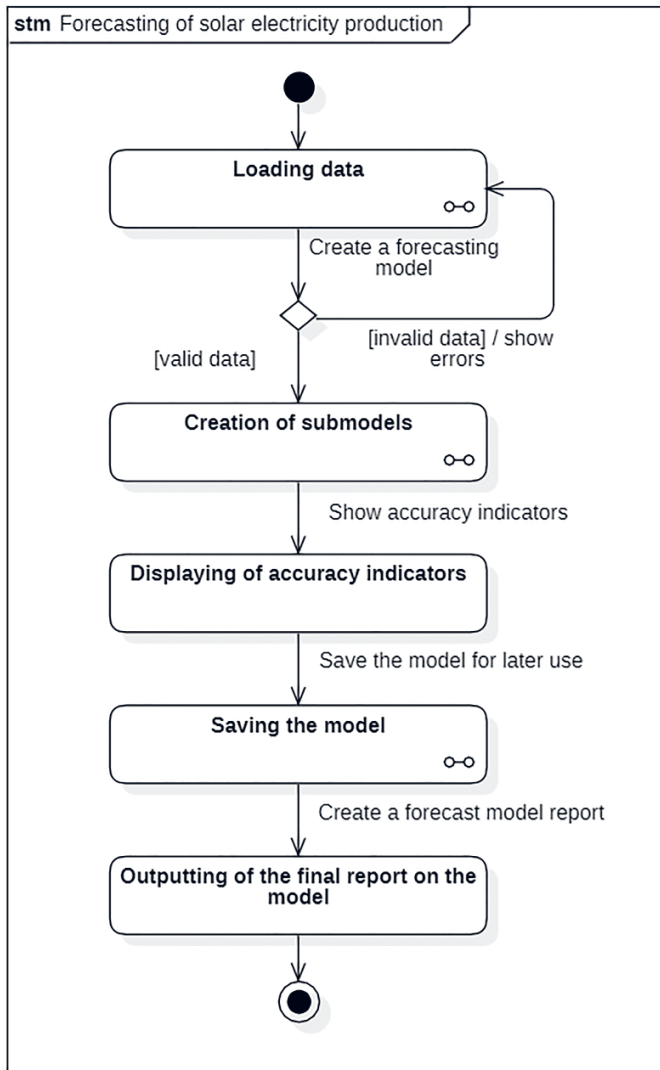 stm Forecasting of solar electricity production
Loading data
Create a forecasting
model
[invalid data] / show
errors
[valid data]
Creation of submodels
Show accuracy indicators
Displaying of accuracy indicators
Save the model for later use
Saving the model
Create a forecast model report
Outputting of the final report on the
model